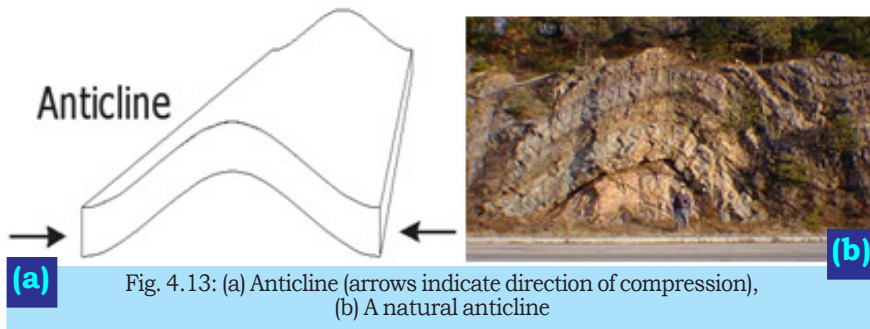 Anticline
(a)
(b)
Fig. 4.13: (a) Anticline (arrows indicate direction of compression),
(b) A natural anticline